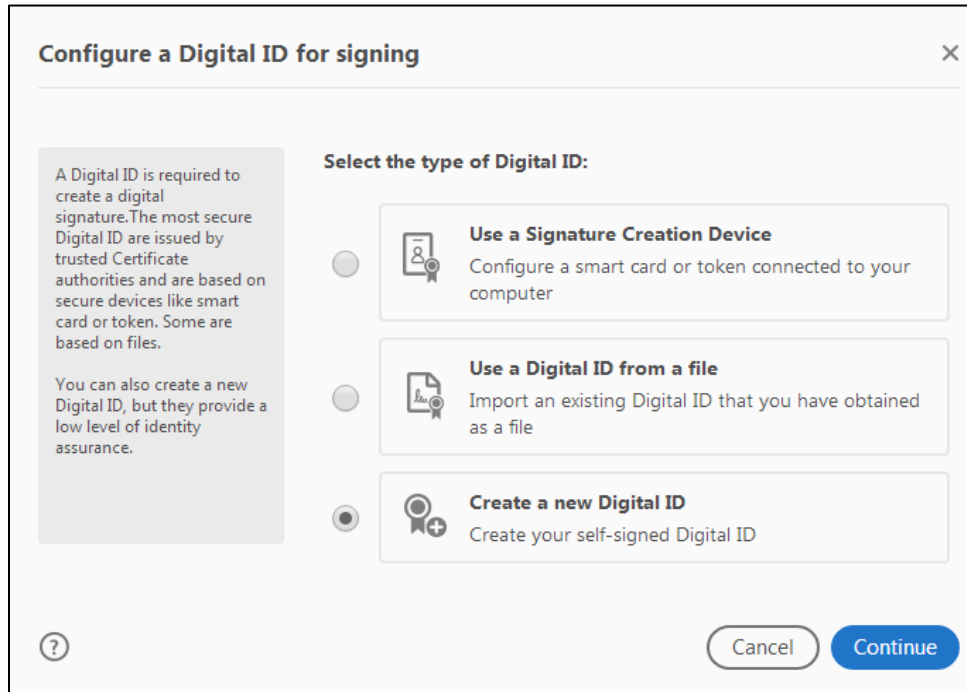 Configure a Digital ID for signing
A Digital ID is required to
create a digital
signature.The most secure
Digital ID are issued by
trusted Certificate
authorities and are based on
secure devices like smart
card or token. Some are
based on files.
You can also create a new
Digital ID, but they provide a
low level of identity
assurance.
Select the type of Digital ID:
Use a Signature Creation Device
Configure a smart card or token connected to your
computer
Use a Digital ID from a file
Import an existing Digital ID that you have obtained
as a file
Create a new Digital ID
Create your self-signed Digital ID
?
Cancel
Continue